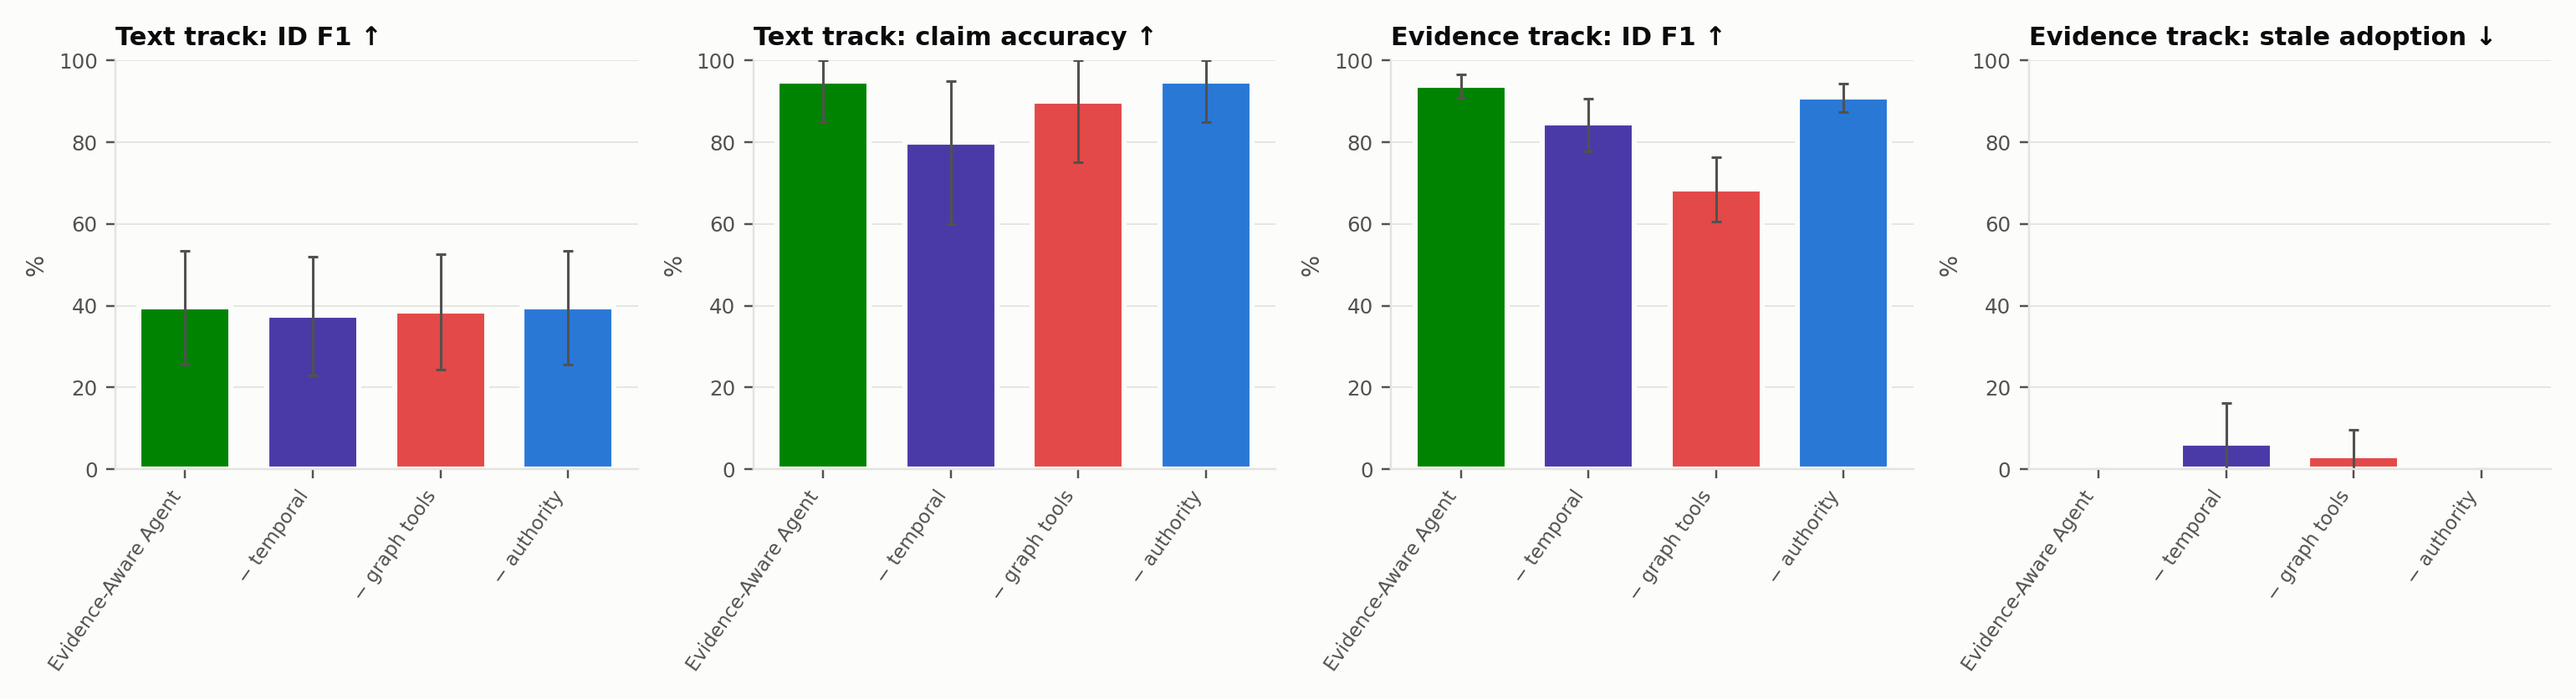 Text track: ID F1 ↑
%
100
80
60
40
20
0
Evidence-Aware Agent
− temporal
− graph tools
− authority
Text track: claim accuracy ↑
%
100
80
60
40
20
0
Evidence-Aware Agent
− temporal
− graph tools
− authority
Evidence track: ID F1 ↑
%
100
80
60
40
20
0
Evidence-Aware Agent
− temporal
− graph tools
− authority
Evidence track: stale adoption ↓
%
100
80
60
40
20
0
Evidence-Aware Agent
− temporal
− graph tools
− authority